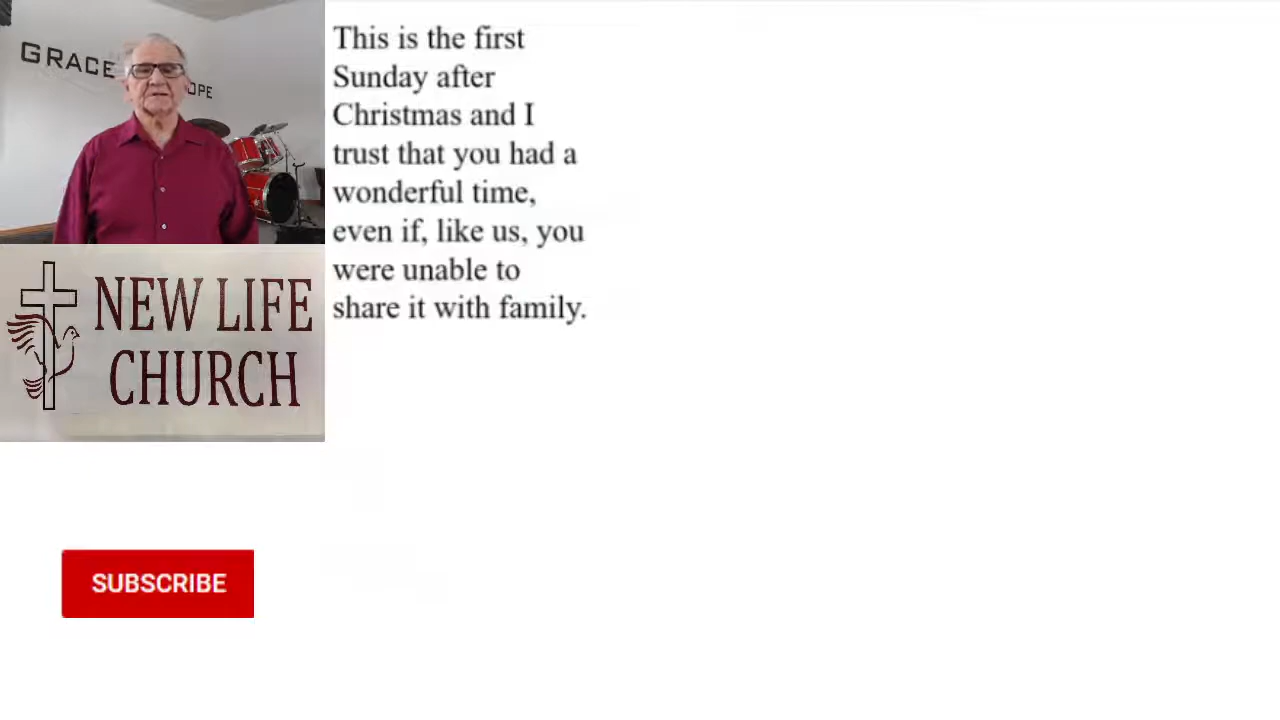 GRACE
This is the first
Sunday after
Christmas and I
trust that you had a
wonderful time,
even if, like us, you
were unable to
share it with family.
NEW LIFE
CHURCH
SUBSCRIBE